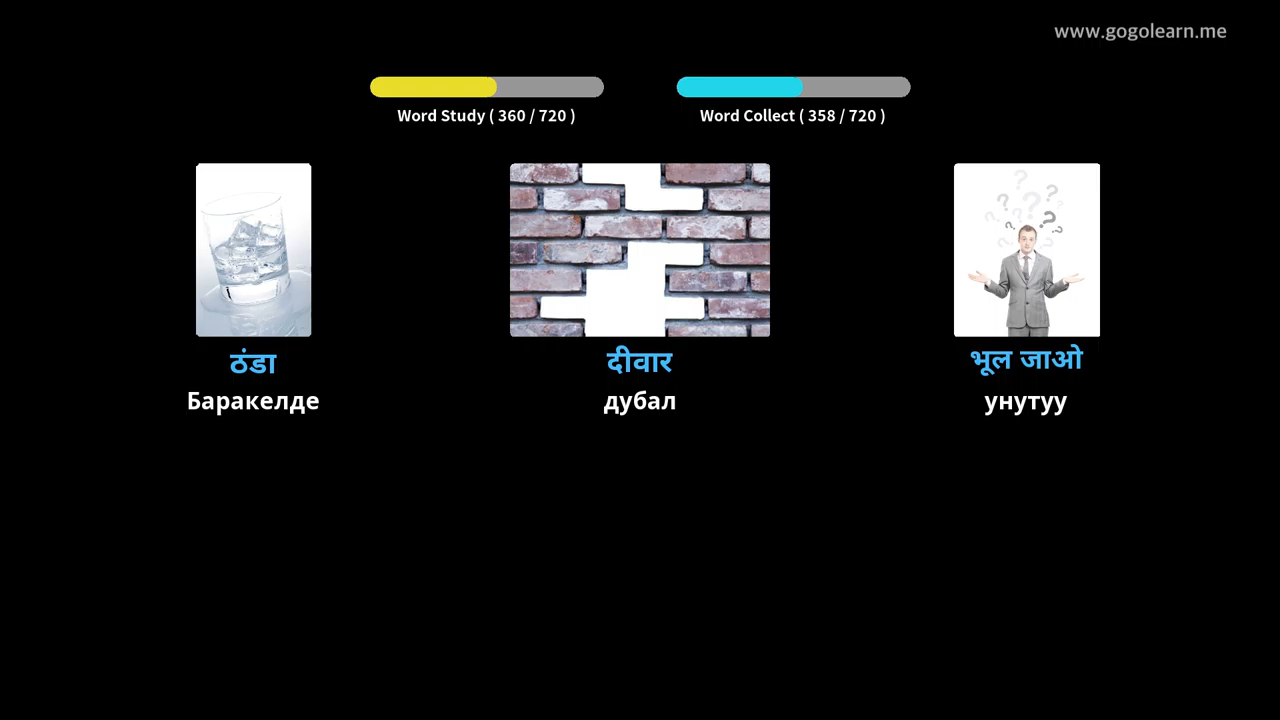 www.gogolearn.me
Word Study ( 360 / 720 )
Word Collect ( 358 / 720 )
ठंडा
दीवार
भूल जाओ
Баракелде
дубал
унутуу